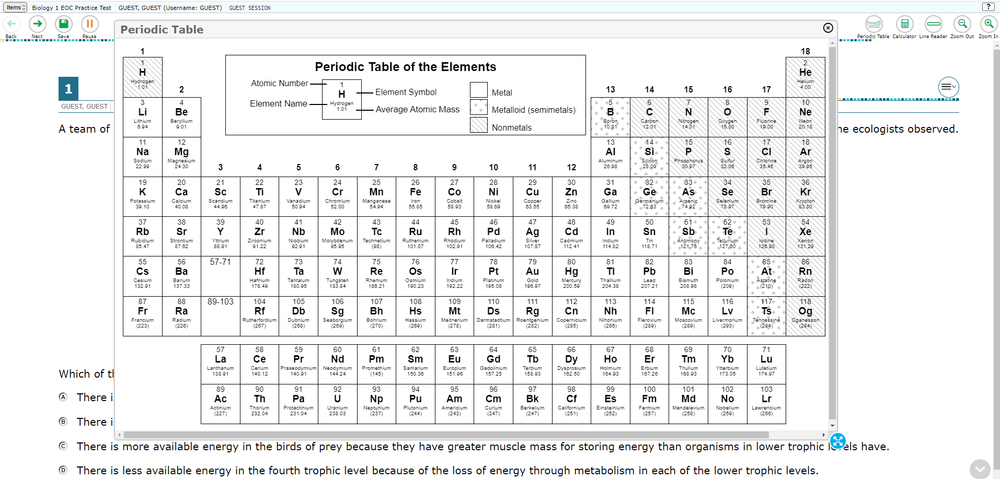 Items Biology 1 EOC Practice Test GUEST, GUEST (Username: GUEST) GUEST SESSION ?
Back Next Save Pause Periodic Table Calculator Line Reader Zoom Out Zoom In
Periodic Table
1
GUEST, GUEST
A team of
he ecologists observed.
Periodic Table of the Elements
Atomic Number
Element Name
1
H
Hydrogen
1.01
Element Symbol
Average Atomic Mass
Metal
Metalloid (semimetals)
Nonmetals
1 18
1 2
H He
Hydrogen Helium
1.01 4.00
2 13 14 15 16 17
3 4 5 6 7 8 9 10
Li Be B C N O F Ne
Lithium Beryllium Boron Carbon Nitrogen Oxygen Fluorine Neon
6.94 9.01 10.81 12.01 14.01 16.00 19.00 20.18
11 12 13 14 15 16 17 18
Na Mg Al Si P S Cl Ar
Sodium Magnesium Aluminum Silicon Phosphorus Sulfur Chlorine Argon
22.99 24.30 26.98 28.09 30.97 32.06 35.45 39.95
3 4 5 6 7 8 9 10 11 12
19 20 21 22 23 24 25 26 27 28 29 30 31 32 33 34 35 36
K Ca Sc Ti V Cr Mn Fe Co Ni Cu Zn Ga Ge As Se Br Kr
Potassium Calcium Scandium Titanium Vanadium Chromium Manganese Iron Cobalt Nickel Copper Zinc Gallium Germanium Arsenic Selenium Bromine Krypton
39.10 40.08 44.96 47.87 50.94 52.00 54.94 55.85 58.93 58.69 63.55 65.38 69.72 72.63 74.92 78.97 79.90 83.80
37 38 39 40 41 42 43 44 45 46 47 48 49 50 51 52 53 54
Rb Sr Y Zr Nb Mo Tc Ru Rh Pd Ag Cd In Sn Sb Te I Xe
Rubidium Strontium Yttrium Zirconium Niobium Molybdenum Technetium Ruthenium Rhodium Palladium Silver Cadmium Indium Tin Antimony Tellurium Iodine Xenon
85.47 87.62 88.91 91.22 92.91 95.95 (98) 101.07 102.91 106.42 107.87 112.41 114.82 118.71 121.76 127.60 126.90 131.29
55 56 57-71 72 73 74 75 76 77 78 79 80 81 82 83 84 85 86
Cs Ba Hf Ta W Re Os Ir Pt Au Hg Tl Pb Bi Po At Rn
Cesium Barium Hafnium Tantalum Tungsten Rhenium Osmium Iridium Platinum Gold Mercury Thallium Lead Bismuth Polonium Astatine Radon
132.91 137.33 178.49 180.95 183.84 186.21 190.23 192.22 195.08 196.97 200.59 204.38 207.21 208.98 (209) (210) (222)
87 88 89-103 104 105 106 107 108 109 110 111 112 113 114 115 116 117 118
Fr Ra Rf Db Sg Bh Hs Mt Ds Rg Cn Nh Fl Mc Lv Ts Og
Francium Radium Rutherfordium Dubnium Seaborgium Bohrium Hassium Meitnerium Darmstadtium Roentgenium Copernicium Nihonium Flerovium Moscovium Livermorium Tennessine Oganesson
(223) (226) (267) (268) (269) (270) (269) (278) (281) (282) (285) (286) (289) (289) (293) (294) (294)
57 58 59 60 61 62 63 64 65 66 67 68 69 70 71
La Ce Pr Nd Pm Sm Eu Gd Tb Dy Ho Er Tm Yb Lu
Lanthanum Cerium Praseodymium Neodymium Promethium Samarium Europium Gadolinium Terbium Dysprosium Holmium Erbium Thulium Ytterbium Lutetium
138.91 140.12 140.91 144.24 (145) 150.36 151.96 157.25 158.93 162.50 164.93 167.26 168.93 173.05 174.97
89 90 91 92 93 94 95 96 97 98 99 100 101 102 103
Ac Th Pa U Np Pu Am Cm Bk Cf Es Fm Md No Lr
Actinium Thorium Protactinium Uranium Neptunium Plutonium Americium Curium Berkelium Californium Einsteinium Fermium Mendelevium Nobelium Lawrencium
(227) 232.04 231.04 238.03 (237) (244) (243) (247) (247) (251) (252) (257) (258) (259) (266)
Which of th
A There i
B There i
C There is more available energy in the birds of prey because they have greater muscle mass for storing energy than organisms in lower trophic levels have.
D There is less available energy in the fourth trophic level because of the loss of energy through metabolism in each of the lower trophic levels.